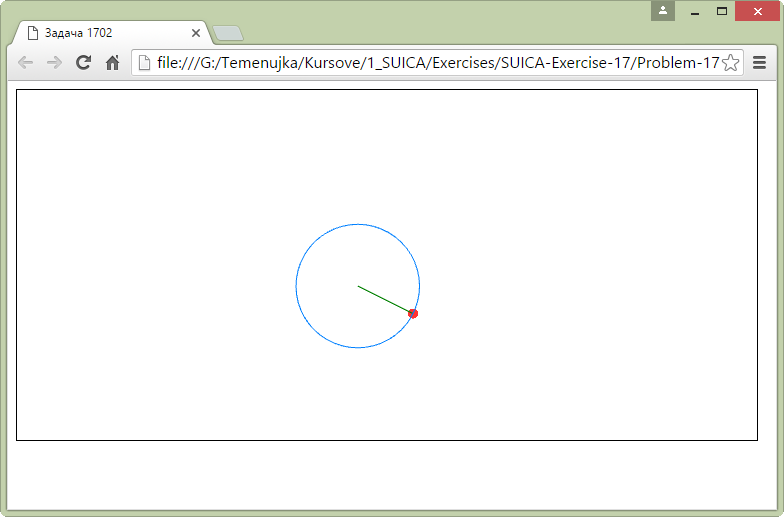 Задача 1702
file:///G:/Temenujka/Kursove/1_SUICA/Exercises/SUICA-Exercise-17/Problem-17